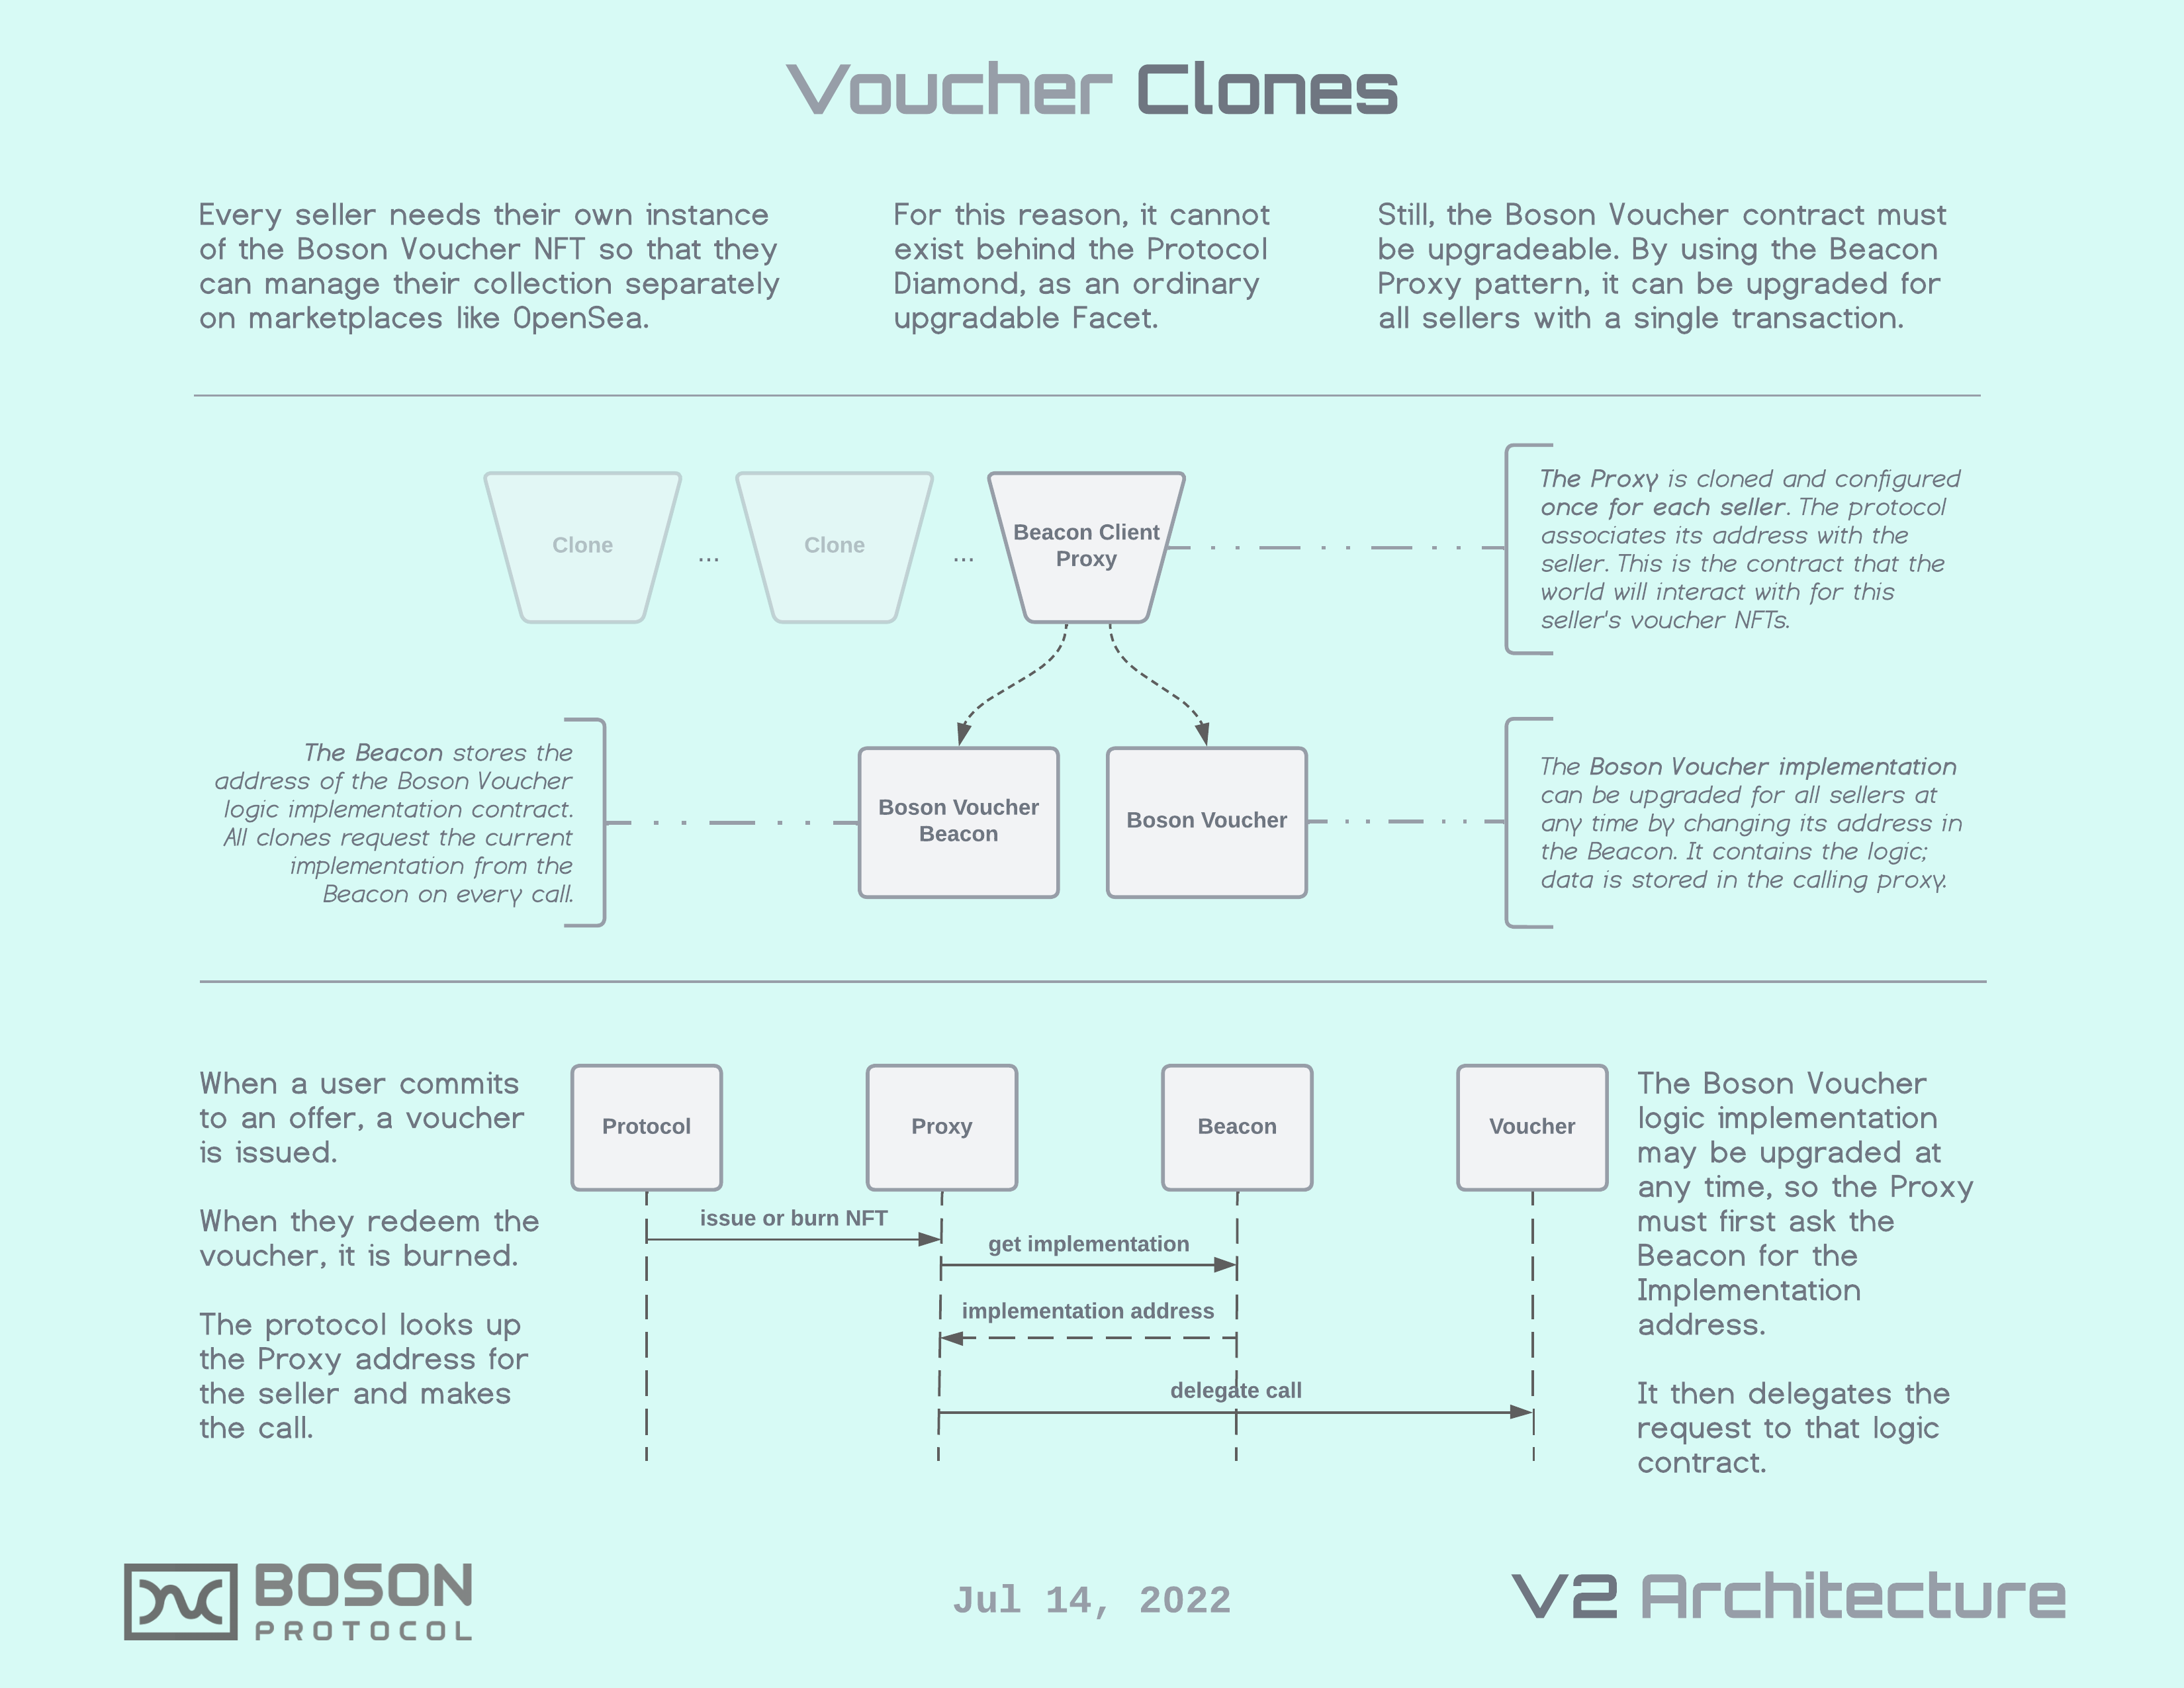 Voucher Clones
Every seller needs their own instance
of the Boson Voucher NFT so that they
can manage their collection separately
on marketplaces like OpenSea.
For this reason, it cannot
exist behind the Protocol
Diamond, as an ordinary
upgradable Facet.
Still, the Boson Voucher contract must
be upgradeable. By using the Beacon
Proxy pattern, it can be upgraded for
all sellers with a single transaction.
Clone
...
Clone
...
Beacon Client
Proxy
The Proxy is cloned and configured
once for each seller. The protocol
associates its address with the
seller. This is the contract that the
world will interact with for this
seller's voucher NFTs.
The Beacon stores the
address of the Boson Voucher
logic implementation contract.
All clones request the current
implementation from the
Beacon on every call.
Boson Voucher
Beacon
Boson Voucher
The Boson Voucher implementation
can be upgraded for all sellers at
any time by changing its address in
the Beacon. It contains the logic;
data is stored in the calling proxy.
When a user commits
to an offer, a voucher
is issued.
When they redeem the
voucher, it is burned.
The protocol looks up
the Proxy address for
the seller and makes
the call.
Protocol
Proxy
Beacon
Voucher
issue or burn NFT
get implementation
implementation address
delegate call
The Boson Voucher
logic implementation
may be upgraded at
any time, so the Proxy
must first ask the
Beacon for the
Implementation
address.
It then delegates the
request to that logic
contract.
BOSON
PROTOCOL
Jul 14, 2022
V2 Architecture